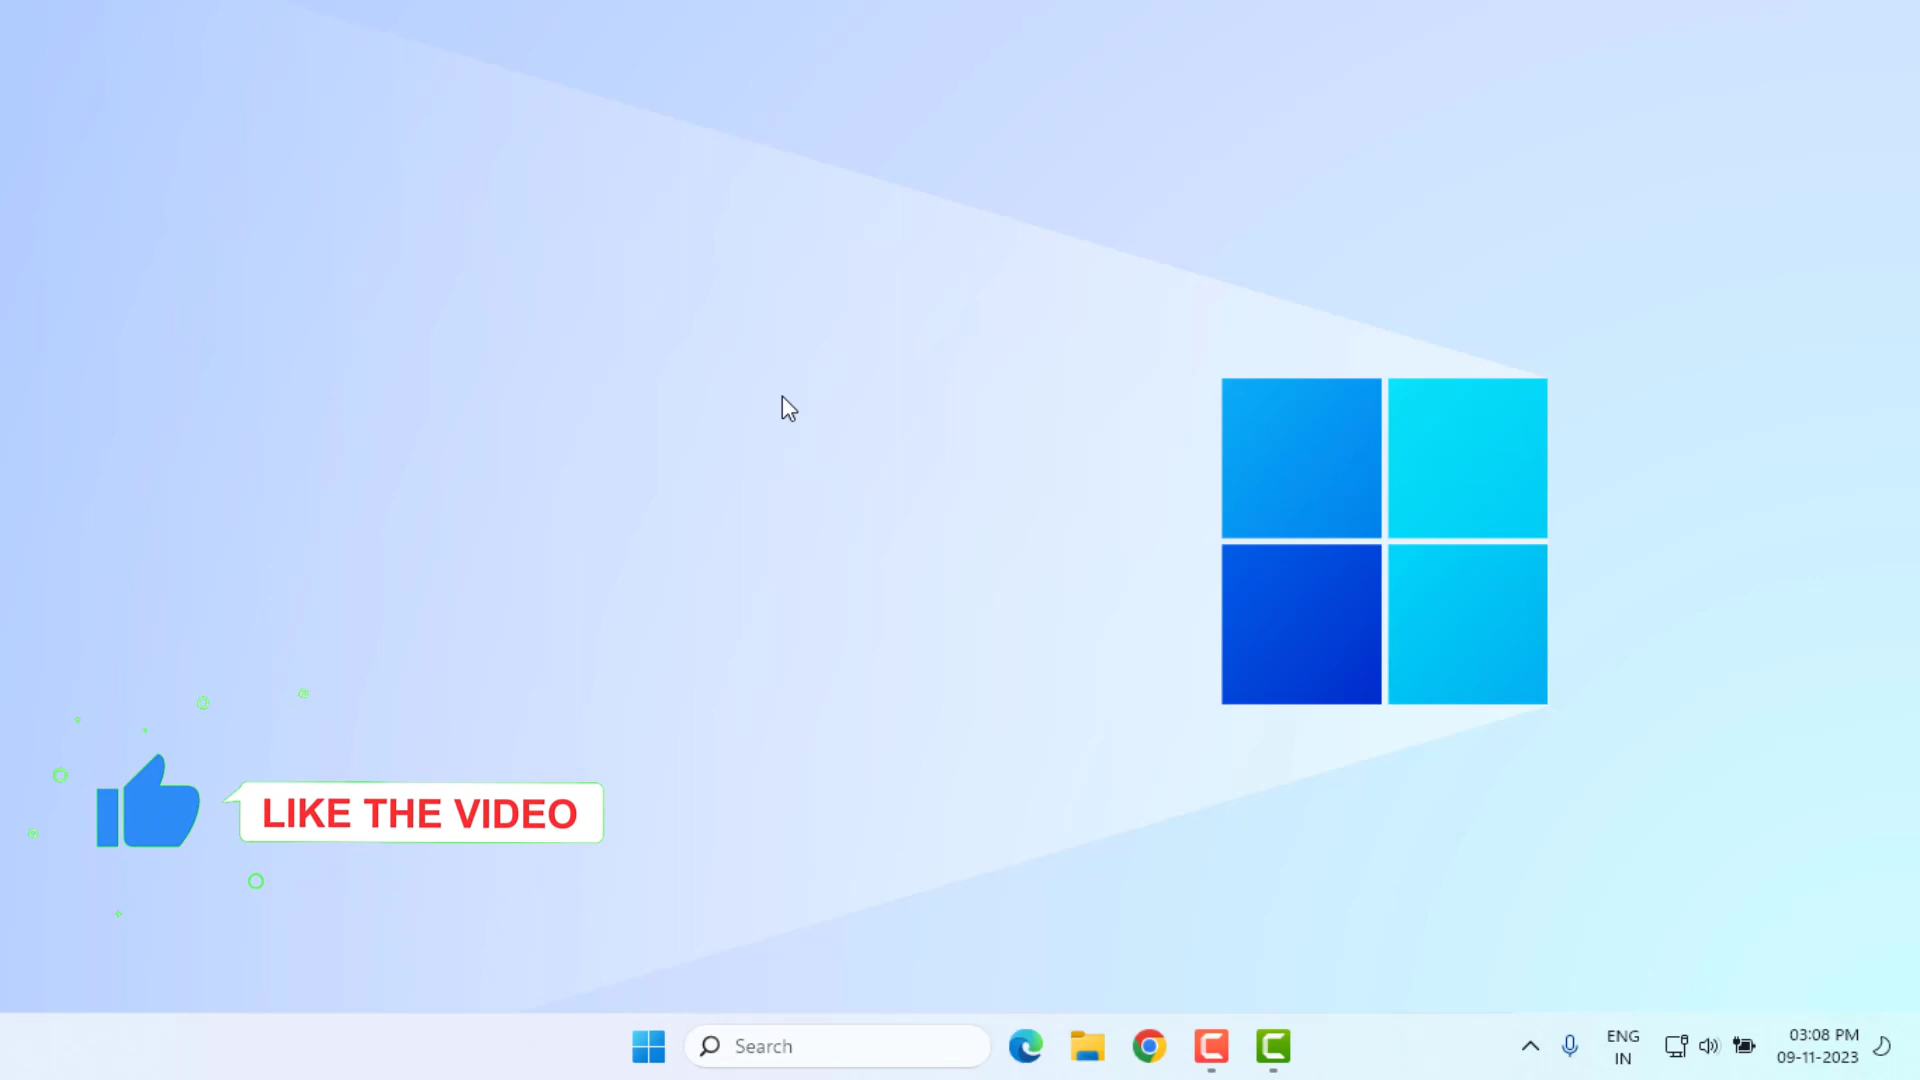 LIKE THE VIDEO
Search
ENG
IN
03:08 PM
09-11-2023